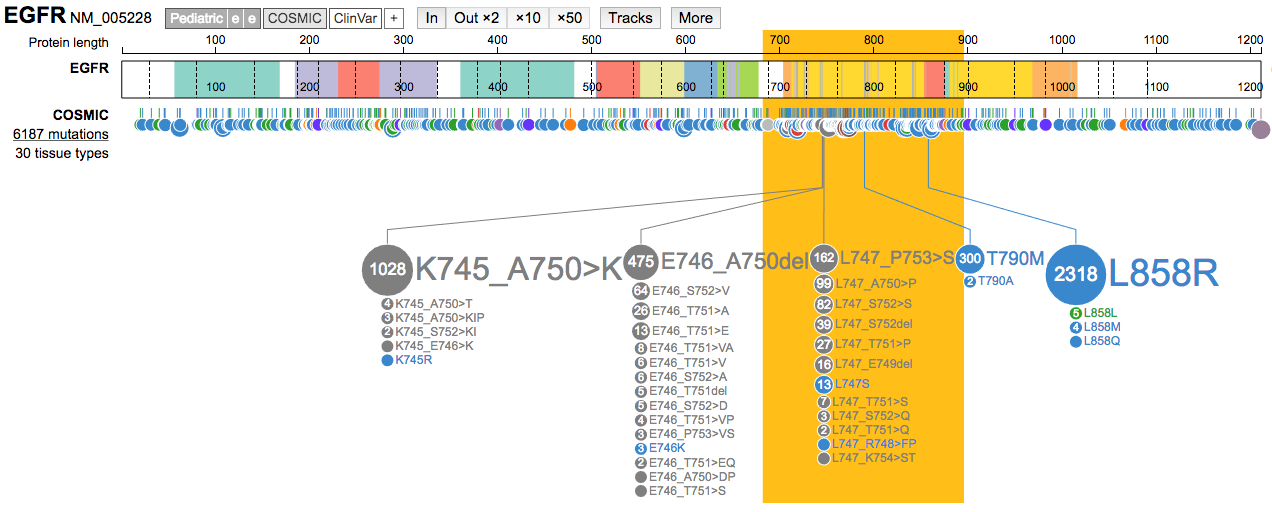 EGFR NM_005228 Pediatric e e COSMIC ClinVar + In Out ×2 ×10 ×50 Tracks More
Protein length 100 200 300 400 500 600 700 800 900 1000 1100 1200
EGFR
100 200 300 400 500 600 700 800 900 1000 1100 1200
COSMIC
6187 mutations
30 tissue types
1028 K745_A750>K
4 K745_A750>T
3 K745_A750>KIP
2 K745_S752>KI
K745_E746>K
K745R
475 E746_A750del
64 E746_S752>V
26 E746_T751>A
13 E746_T751>E
8 E746_T751>VA
6 E746_T751>V
6 E746_S752>A
5 E746_T751del
5 E746_S752>D
4 E746_T751>VP
3 E746_P753>VS
3 E746K
2 E746_T751>EQ
E746_A750>DP
E746_T751>S
162 L747_P753>S
99 L747_A750>P
82 L747_S752>S
39 L747_S752del
27 L747_T751>P
16 L747_E749del
13 L747S
7 L747_T751>S
3 L747_S752>Q
2 L747_T751>Q
L747_R748>FP
L747_K754>ST
300 T790M
2 T790A
2318 L858R
5 L858L
4 L858M
L858Q